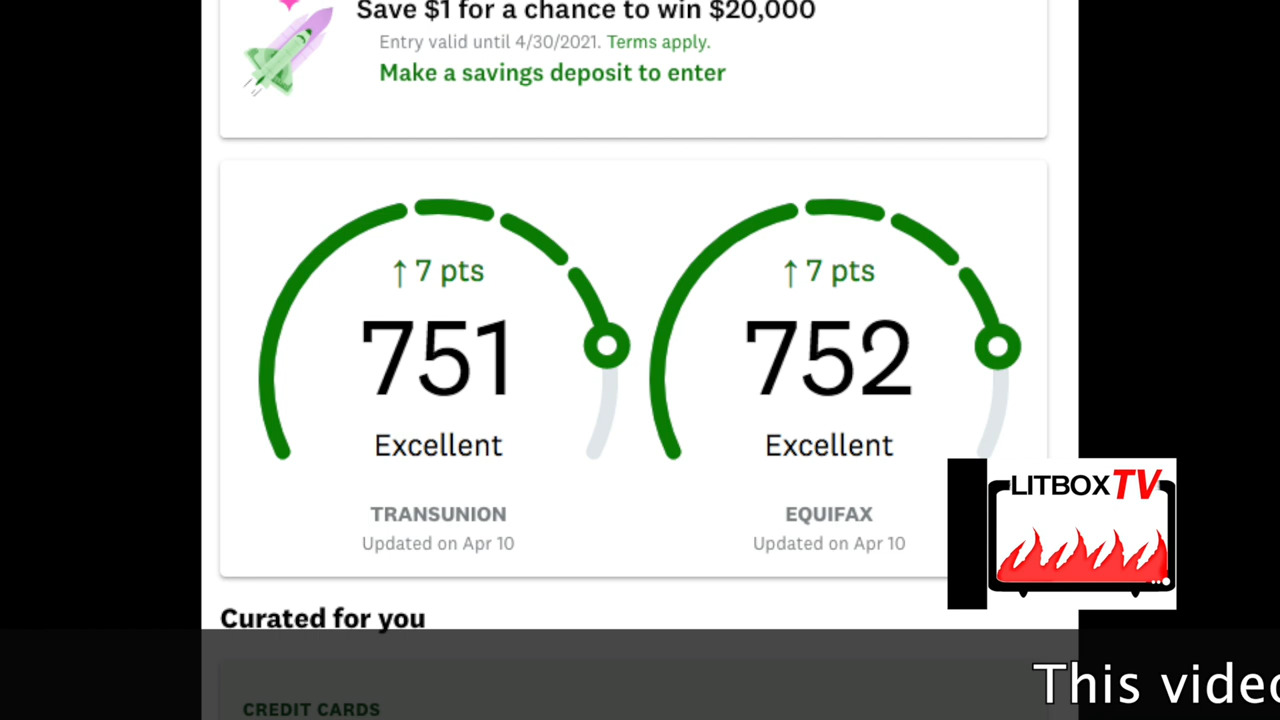 Save $1 for a chance to win $20,000
Entry valid until 4/30/2021. Terms apply.
Make a savings deposit to enter
↑ 7 pts
751
Excellent
TRANSUNION
Updated on Apr 10
↑ 7 pts
752
Excellent
EQUIFAX
Updated on Apr 10
LITBOXTV
Curated for you
This video
CREDIT CARDS